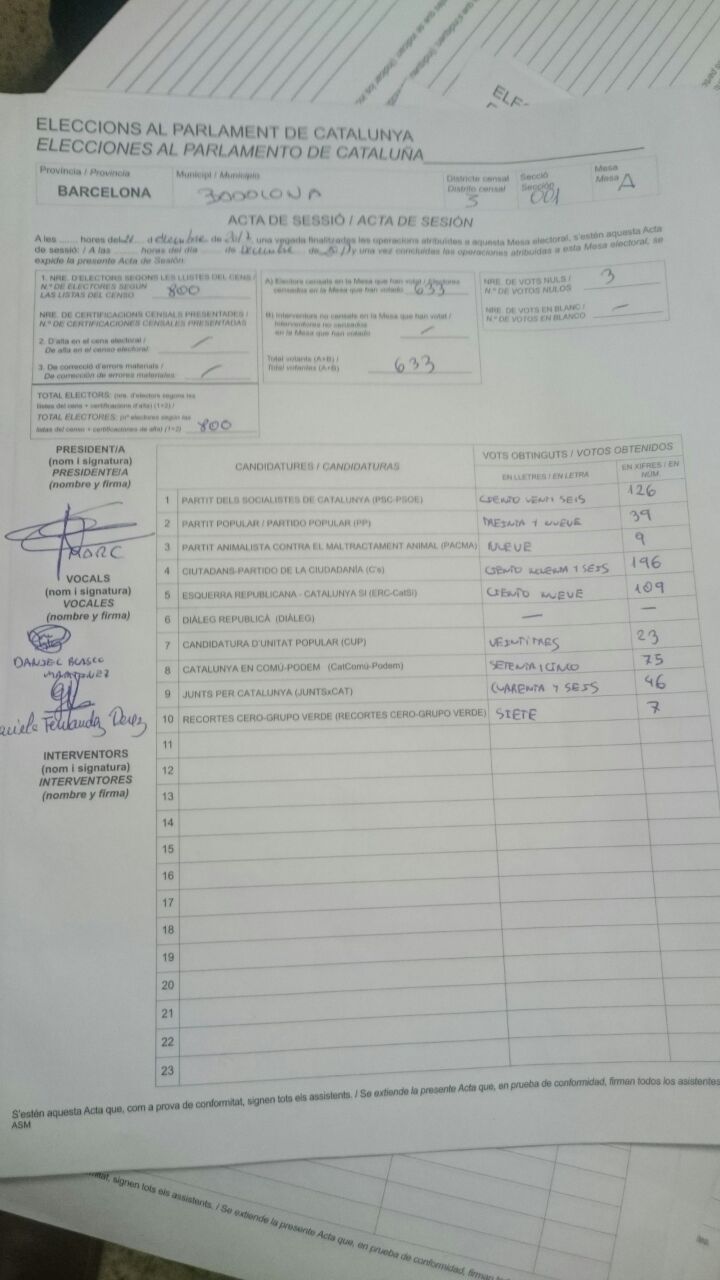 ELECCIONS AL PARLAMENT DE CATALUNYA
ELECCIONES AL PARLAMENTO DE CATALUÑA
Província / Provincia
BARCELONA
Municipi / Municipio
BADALONA
Districte censal
Distrito censal
3
Secció
Sección
001
Mesa
Mesa A
ACTA DE SESSIÓ / ACTA DE SESIÓN
A les ...... hores del d decembre de 2017, una vegada finalitzades les operacions atribuïdes a aquesta Mesa electoral, s'estén aquesta Acta
de sessió: / A las ...... horas del día ...... de Decembre de 2017 y una vez concluidas las operaciones atribuidas a esta Mesa electoral, se
expide la presente Acta de Sesión:
1. NRE. D'ELECTORS SEGONS LES LLISTES DEL CENS /
N.º DE ELECTORES SEGÚN
LAS LISTAS DEL CENSO 800
NRE. DE CERTIFICACIONS CENSALS PRESENTADES /
N.º DE CERTIFICACIONES CENSALES PRESENTADAS
2. D'alta en el cens electoral /
De alta en el censo electoral: /
3. De correcció d'errors materials /
De corrección de errores materiales: /
TOTAL ELECTORS: (nre. d'electors segons les
llistes del cens + certificacions d'alta) (1+2) /
TOTAL ELECTORES: (nº electores según las
listas del censo + certificaciones de alta) (1+2) 800
A) Electors censats en la Mesa que han votat / Electores
censados en la Mesa que han votado 633
B) Interventors no censats en la Mesa que han votat /
Interventores no censados
en la Mesa que han votado /
Total votants (A+B) /
Total votantes (A+B) 633
NRE. DE VOTS NULS /
N.º DE VOTOS NULOS 3
NRE. DE VOTS EN BLANC /
N.º DE VOTOS EN BLANCO —
PRESIDENT/A
(nom i signatura)
PRESIDENTE/A
(nombre y firma)
MARC
VOCALS
(nom i signatura)
VOCALES
(nombre y firma)
DANIEL BLASCO
MARTINEZ
Fernandez Perez
INTERVENTORS
(nom i signatura)
INTERVENTORES
(nombre y firma)
CANDIDATURES / CANDIDATURAS
VOTS OBTINGUTS / VOTOS OBTENIDOS
EN LLETRES / EN LETRA
EN XIFRES / EN NÚM.
1 PARTIT DELS SOCIALISTES DE CATALUNYA (PSC-PSOE) CIENTO VENTI SEIS 126
2 PARTIT POPULAR / PARTIDO POPULAR (PP) TREINTA Y NUEVE 39
3 PARTIT ANIMALISTA CONTRA EL MALTRACTAMENT ANIMAL (PACMA) NUEVE 9
4 CIUTADANS-PARTIDO DE LA CIUDADANÍA (C's) CIENTO NOVENTA Y SEIS 196
5 ESQUERRA REPUBLICANA - CATALUNYA SÍ (ERC-CatSí) CIENTO NUEVE 109
6 DIÀLEG REPUBLICÀ (DIÀLEG) — —
7 CANDIDATURA D'UNITAT POPULAR (CUP) VEINTITRES 23
8 CATALUNYA EN COMÚ-PODEM (CatComú-Podem) SETENTA I CINCO 75
9 JUNTS PER CATALUNYA (JUNTSxCAT) CUARENTA Y SEIS 46
10 RECORTES CERO-GRUPO VERDE (RECORTES CERO-GRUPO VERDE) SIETE 7
11
12
13
14
15
16
17
18
19
20
21
22
23
S'estén aquesta Acta que, com a prova de conformitat, signen tots els assistents. / Se extiende la presente Acta que, en prueba de conformidad, firman todos los asistentes
ASM
signen tots els assistents. / Se extiende la presente Acta que, en prueba de conformidad, firman